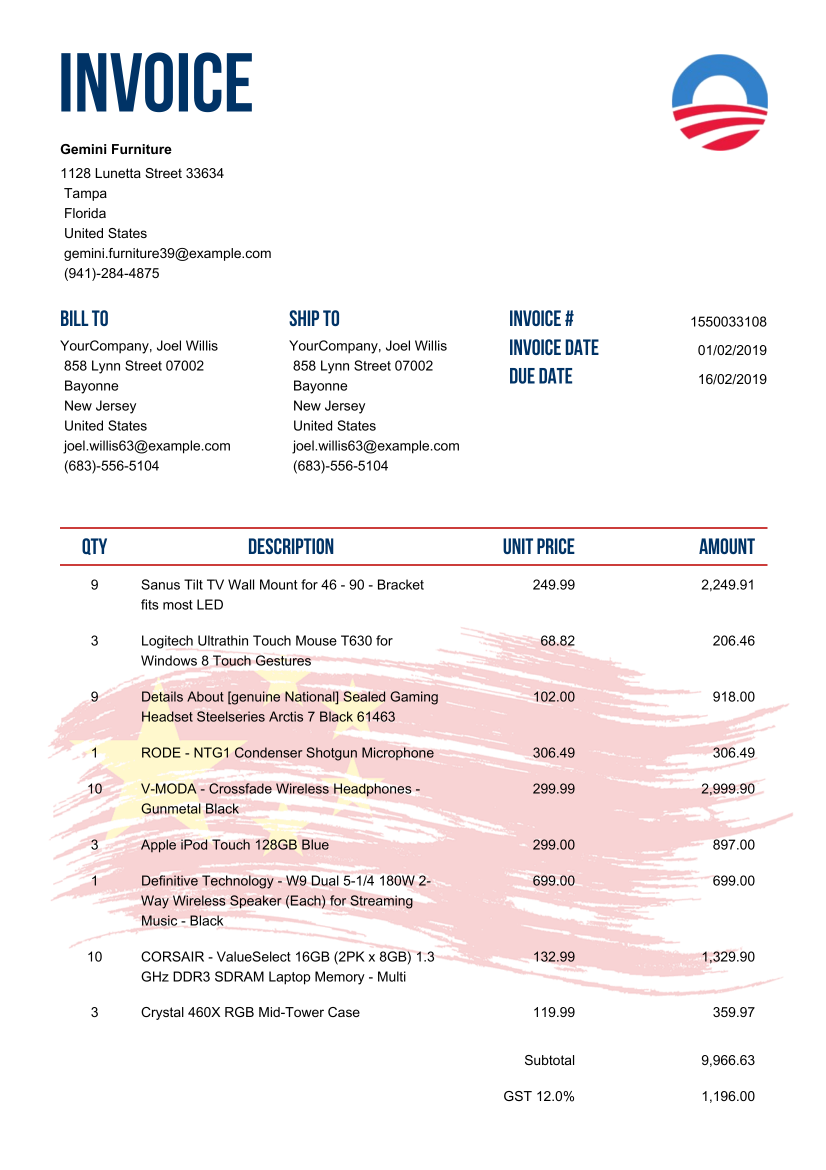 INVOICE
Gemini Furniture
1128 Lunetta Street 33634
Tampa
Florida
United States
gemini.furniture39@example.com
(941)-284-4875
BILL TO
YourCompany, Joel Willis
858 Lynn Street 07002
Bayonne
New Jersey
United States
joel.willis63@example.com
(683)-556-5104
SHIP TO
YourCompany, Joel Willis
858 Lynn Street 07002
Bayonne
New Jersey
United States
joel.willis63@example.com
(683)-556-5104
INVOICE # 1550033108
INVOICE DATE 01/02/2019
DUE DATE 16/02/2019
QTY DESCRIPTION UNIT PRICE AMOUNT
9 Sanus Tilt TV Wall Mount for 46 - 90 - Bracket 249.99 2,249.91
fits most LED
3 Logitech Ultrathin Touch Mouse T630 for 68.82 206.46
Windows 8 Touch Gestures
9 Details About [genuine National] Sealed Gaming 102.00 918.00
Headset Steelseries Arctis 7 Black 61463
1 RODE - NTG1 Condenser Shotgun Microphone 306.49 306.49
10 V-MODA - Crossfade Wireless Headphones - 299.99 2,999.90
Gunmetal Black
3 Apple iPod Touch 128GB Blue 299.00 897.00
1 Definitive Technology - W9 Dual 5-1/4 180W 2- 699.00 699.00
Way Wireless Speaker (Each) for Streaming
Music - Black
10 CORSAIR - ValueSelect 16GB (2PK x 8GB) 1.3 132.99 1,329.90
GHz DDR3 SDRAM Laptop Memory - Multi
3 Crystal 460X RGB Mid-Tower Case 119.99 359.97
Subtotal 9,966.63
GST 12.0% 1,196.00